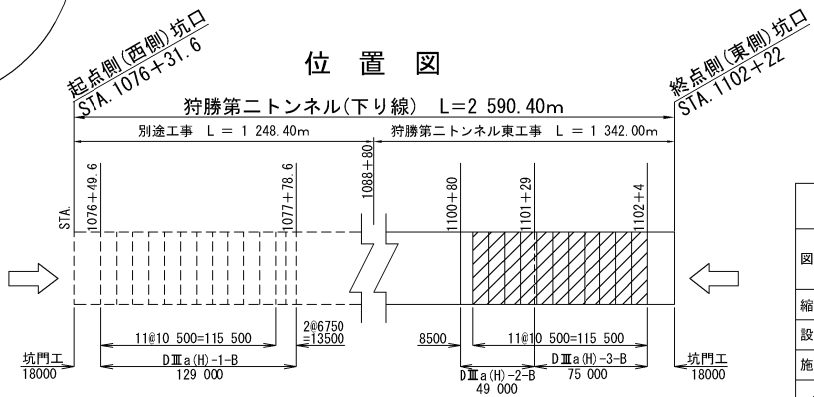 位置図
起点側(西側)坑口
STA. 1076+31.6
終点側(東側)坑口
STA. 1102+22
狩勝第二トンネル(下り線) L=2 590.40m
別途工事 L = 1 248.40m
狩勝第二トンネル東工事 L = 1 342.00m
STA.
1076+49.6
1077+78.6
1088+80
1100+80
1101+29
1102+4
11@10 500=115 500
2@6750
=13500
8500
11@10 500=115 500
坑門工
18000
DⅢa(H)-1-B
129 000
DⅢa(H)-2-B
49 000
DⅢa(H)-3-B
75 000
坑門工
18000
図
縮
設
施